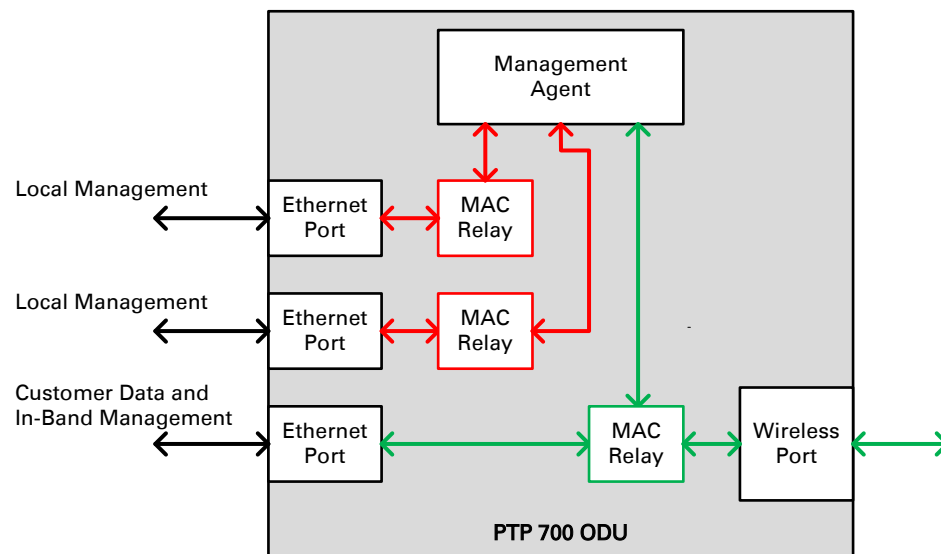 Management
Agent
Local Management
Ethernet
Port
MAC
Relay
Local Management
Ethernet
Port
MAC
Relay
Customer Data and
In-Band Management
Ethernet
Port
MAC
Relay
Wireless
Port
PTP 700 ODU